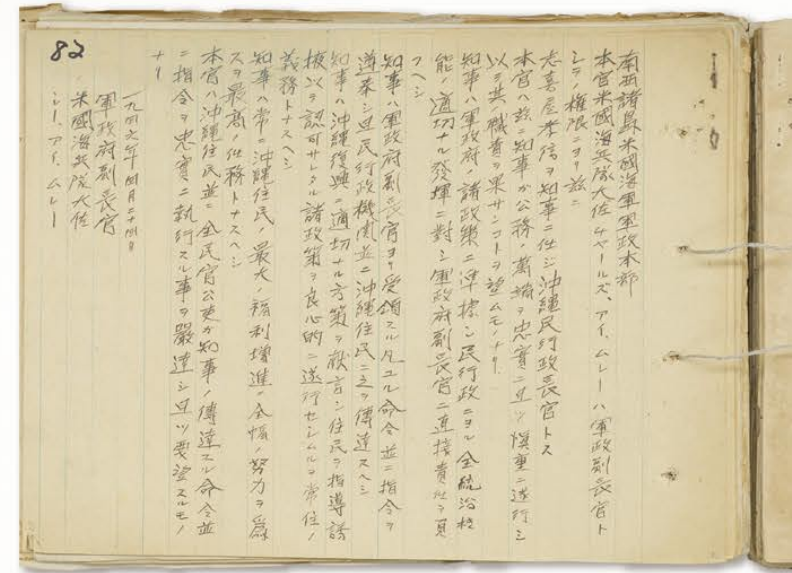 南西諸島米國海軍軍政本部
本官米國海兵隊大佐チャールズ、アイ、ムレーハ軍政副長官ト
シテノ權限ニヨリ茲ニ
志喜屋孝信ヲ知事ニ任シ沖縄民行政長官トス
本官ハ茲ニ知事ガ公務ノ萬端ヲ忠實ニ且ツ慎重ニ遂行シ
以テ其ノ職責ヲ果サンコトヲ望ムモノナリ
知事ハ軍政府ノ諸政策ニ準據シ民行政ニヨル全統治機
能ノ適切ナル發揮ニ對シ軍政府副長官ニ直接責任ヲ負
フヘシ
知事ハ軍政府副長官ヨリ受領スル凡ユル命令並ニ指令ヲ
遵奉シ且民行政機関並ニ沖縄住民ニ之ヲ傳達スヘシ
知事ハ沖縄復興ニ適切ナル方策ヲ献言シ住民ヲ指導誘
掖以テ認可サレタル諸政策ヲ良心的ニ遂行セシムルヲ常住ノ
義務トナスヘシ
知事ハ常ニ沖縄住民ノ最大ノ福利増進ニ全幅ノ努力ヲ爲
スヲ最高ノ任務トナスヘシ
本官ハ沖縄住民並ニ全民官公吏ガ知事ノ傳達スル命令並
ニ指令ヲ忠實ニ執行スル事ヲ嚴達シ且ツ要望スルモノ
ナリ
一九四六年四月二十四日
軍政府副長官
米國海兵隊大佐
シー、アイ、ムレー
82